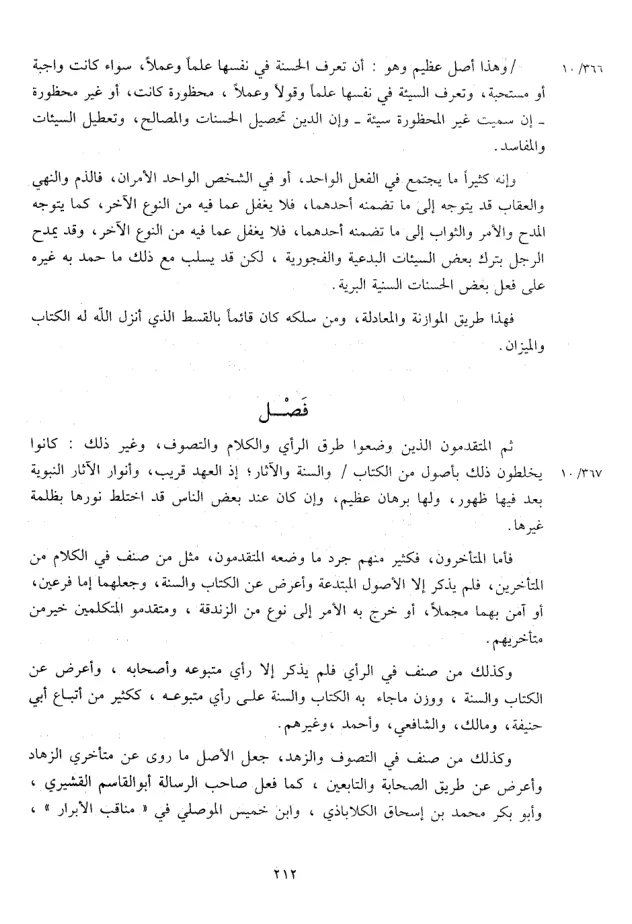 ١٠/٣٦٦ / وهذا أصل عظيم وهو : أن تعرف الحسنة في نفسها علماً وعملاً، سواء كانت واجبة
أو مستحبة، وتعرف السيئة في نفسها علماً وقولاً وعملاً ، محظورة كانت، أو غير محظورة
ـ إن سميت غير المحظورة سيئة ـ وإن الدين تحصيل الحسنات والمصالح، وتعطيل السيئات
والمفاسد.
وإنه كثيراً ما يجتمع في الفعل الواحد، أو في الشخص الواحد الأمران، فالذم والنهي
والعقاب قد يتوجه إلى ما تضمنه أحدهما، فلا يغفل عما فيه من النوع الآخر، كما يتوجه
المدح والأمر والثواب إلى ما تضمنه أحدهما، فلا يغفل عما فيه من النوع الآخر، وقد يمدح
الرجل بترك بعض السيئات البدعية والفجورية ، لكن قد يسلب مع ذلك ما حمد به غيره
على فعل بعض الحسنات السنية البرية .
فهذا طريق الموازنة والمعادلة، ومن سلكه كان قائماً بالقسط الذي أنزل الله له الكتاب
والميزان .
فَصْل
ثم المتقدمون الذين وضعوا طرق الرأي والكلام والتصوف، وغير ذلك : كانوا
١٠/٣٦٧ يخلطون ذلك بأصول من الكتاب / والسنة والآثار؛ إذ العهد قريب، وأنوار الآثار النبوية
بعد فيها ظهور، ولها برهان عظيم، وإن كان عند بعض الناس قد اختلط نورها بظلمة
غيرها.
فأما المتأخرون، فكثير منهم جرد ما وضعه المتقدمون، مثل من صنف في الكلام من
المتأخرين، فلم يذكر إلا الأصول المبتدعة وأعرض عن الكتاب والسنة، وجعلهما إما فرعين،
أو آمن بهما مجملاً، أو خرج به الأمر إلى نوع من الزندقة ، ومتقدمو المتكلمين خيرمن
متأخريهم.
وكذلك من صنف في الرأي فلم يذكر إلا رأي متبوعه وأصحابه ، وأعرض عن
الكتاب والسنة ، ووزن ماجاء به الكتاب والسنة على رأي متبوعه ، ككثير من أتباع أبي
حنيفة، ومالك، والشافعي، وأحمد ،وغيرهم.
وكذلك من صنف في التصوف والزهد، جعل الأصل ما روى عن متأخري الزهاد
وأعرض عن طريق الصحابة والتابعين ، كما فعل صاحب الرسالة أبوالقاسم القشيري ،
وأبو بكر محمد بن إسحاق الكلاباذي ، وابن خميس الموصلي في « مناقب الأبرار » ،
٢١٢